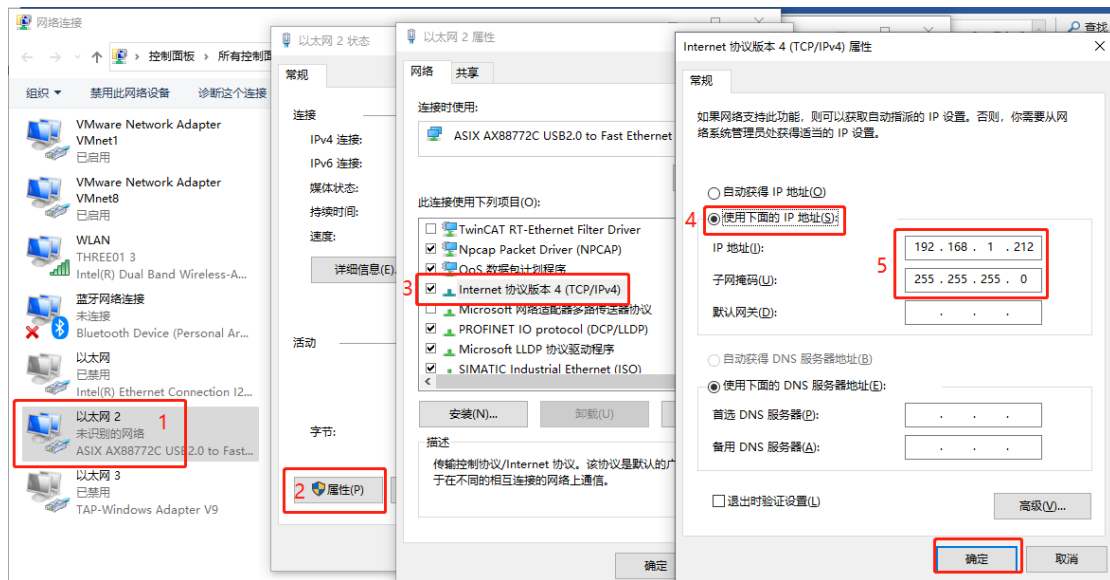 网络连接
控制面板 › 所有控制面
组织 禁用此网络设备 诊断这个连接
VMware Network Adapter
VMnet1
已启用
VMware Network Adapter
VMnet8
已启用
WLAN
THREE01 3
Intel(R) Dual Band Wireless-A...
蓝牙网络连接
未连接
Bluetooth Device (Personal Ar...
以太网
已禁用
Intel(R) Ethernet Connection I2...
以太网 2
1
未识别的网络
ASIX AX88772C USB2.0 to Fast...
以太网 3
已禁用
TAP-Windows Adapter V9
以太网 2 状态
常规
连接
IPv4 连接:
IPv6 连接:
媒体状态:
持续时间:
速度:
详细信息(E)
活动
字节:
2 属性(P)
以太网 2 属性
网络 共享
连接时使用:
ASIX AX88772C USB2.0 to Fast Ethernet
此连接使用下列项目(O):
TwinCAT RT-Ethernet Filter Driver
Npcap Packet Driver (NPCAP)
QoS 数据包计划程序
3 Internet 协议版本 4 (TCP/IPv4)
Microsoft 网络适配器多路传送器协议
PROFINET IO protocol (DCP/LLDP)
Microsoft LLDP 协议驱动程序
SIMATIC Industrial Ethernet (ISO)
安装(N)... 卸载(U)
描述
传输控制协议/Internet 协议。该协议是默认的广
于在不同的相互连接的网络上通信。
确定
查找
Internet 协议版本 4 (TCP/IPv4) 属性
常规
如果网络支持此功能，则可以获取自动指派的 IP 设置。否则，你需要从网
络系统管理员处获得适当的 IP 设置。
自动获得 IP 地址(O)
4 使用下面的 IP 地址(S):
IP 地址(I): 192 . 168 . 1 . 212
5
子网掩码(U): 255 . 255 . 255 . 0
默认网关(D): . . .
自动获得 DNS 服务器地址(B)
使用下面的 DNS 服务器地址(E):
首选 DNS 服务器(P): . . .
备用 DNS 服务器(A): . . .
退出时验证设置(L)
高级(V)...
确定 取消